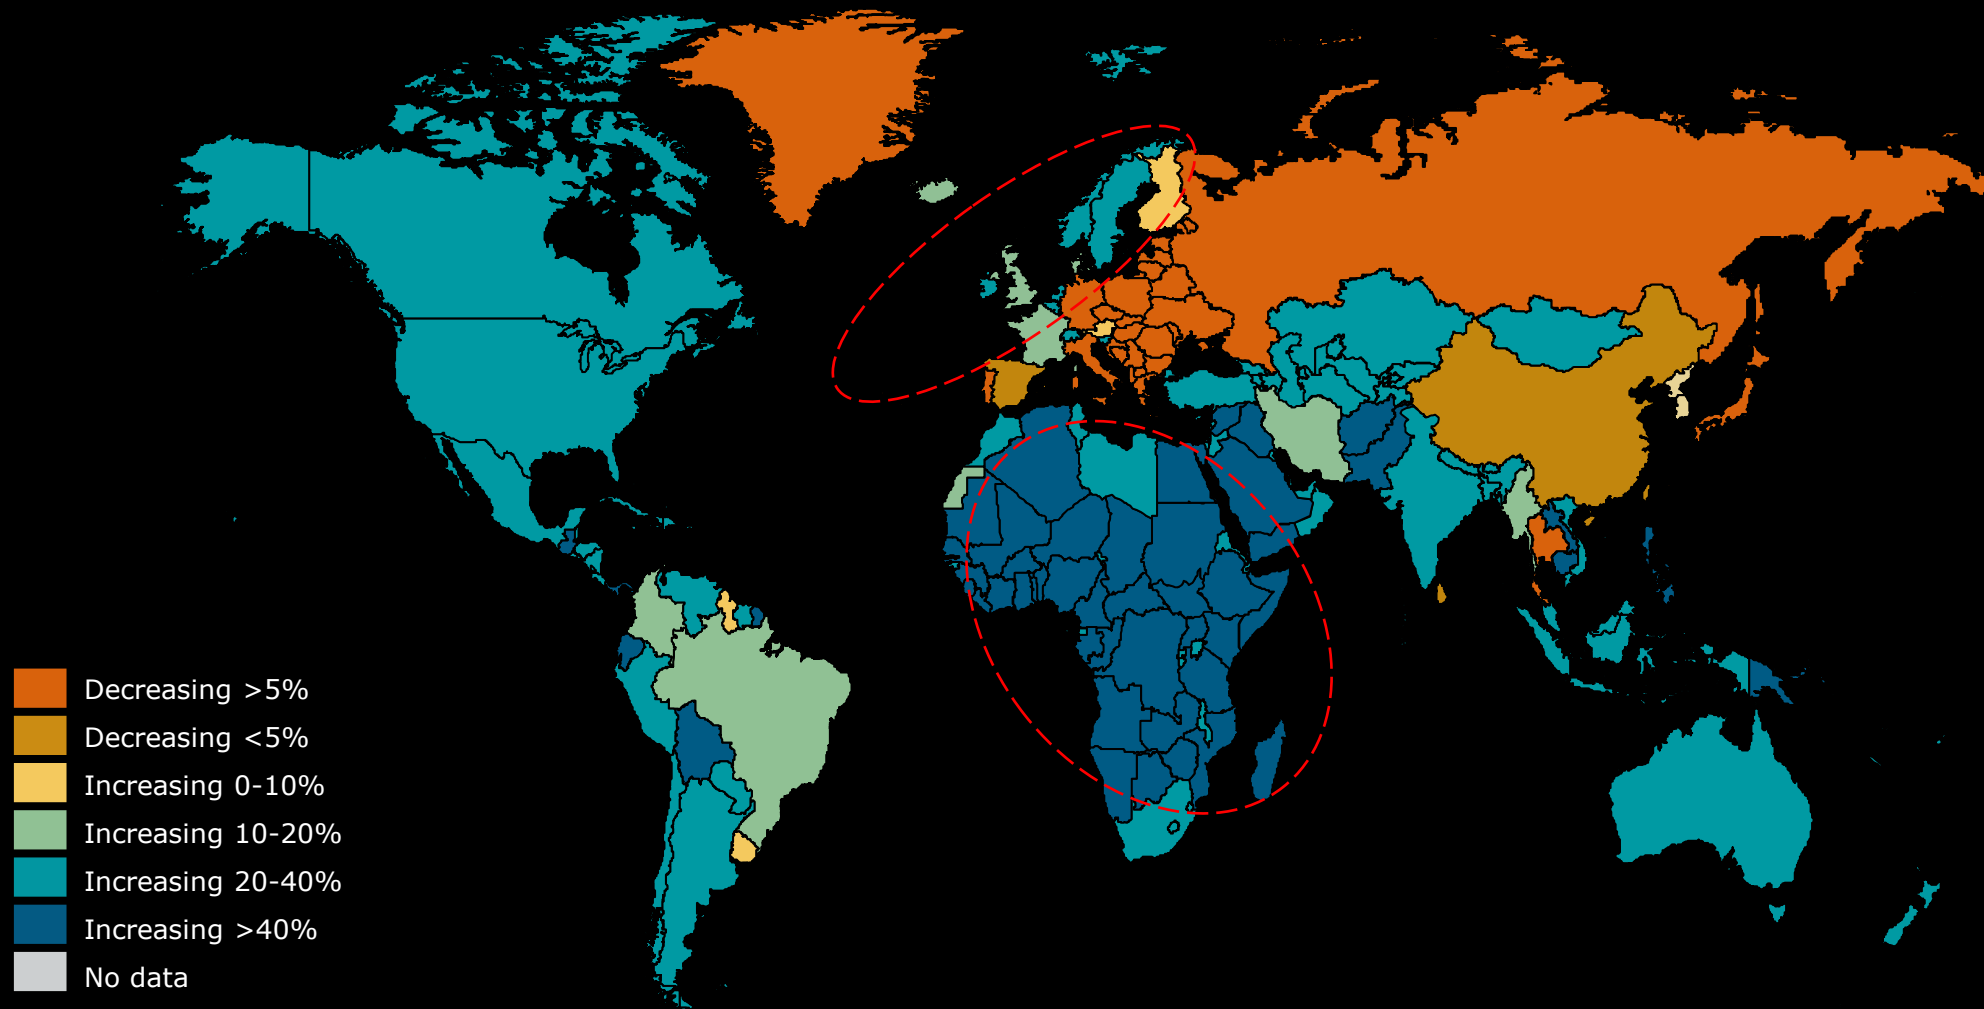 Decreasing >5%
Decreasing <5%
Increasing 0-10%
Increasing 10-20%
Increasing 20-40%
Increasing >40%
No data